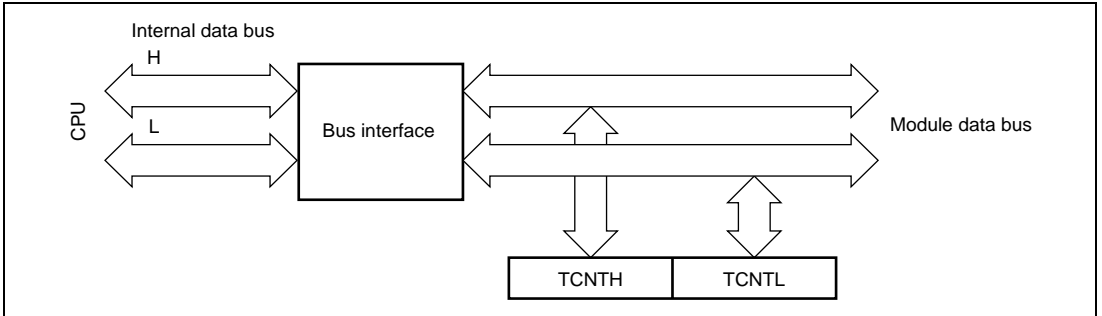 Internal data bus
H
CPU
L
Bus interface
Module data bus
TCNTH
TCNTL